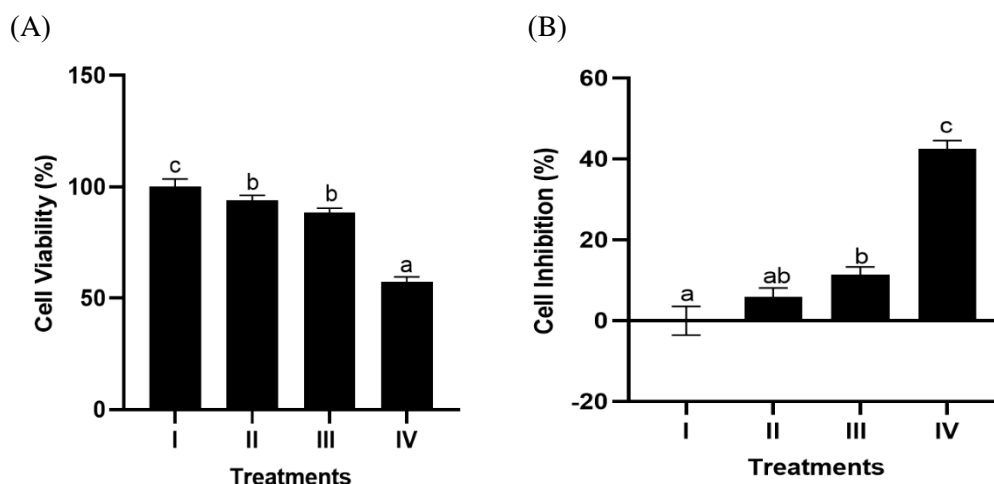 (A)
Cell Viability (%)
150
100
50
0
c
b
b
a
I II III IV
Treatments
(B)
Cell Inhibition (%)
60
40
20
0
-20
a
ab
b
c
I II III IV
Treatments